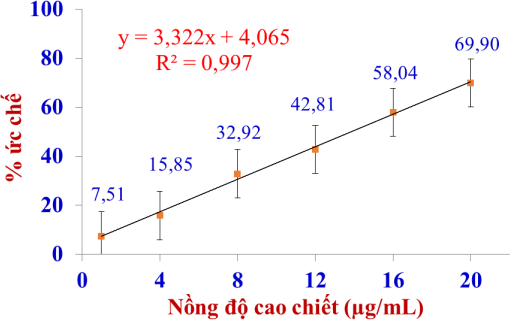 y = 3,322x + 4,065
R² = 0,997
% ức chế
100
80
60
40
20
0
7,51
15,85
32,92
42,81
58,04
69,90
0 4 8 12 16 20
Nồng độ cao chiết (µg/mL)